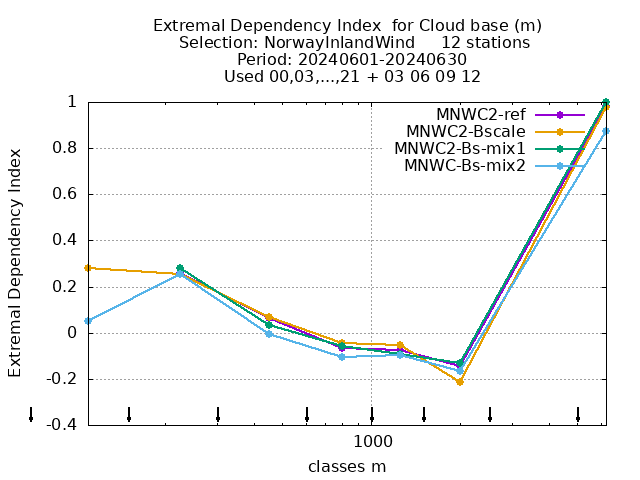 Extremal Dependency Index  for Cloud base (m)
Selection: NorwayInlandWind     12 stations
Period: 20240601-20240630
Used 00,03,...,21 + 03 06 09 12
MNWC2-ref
MNWC2-Bscale
MNWC2-Bs-mix1
MNWC-Bs-mix2
Extremal Dependency Index
1
0.8
0.6
0.4
0.2
0
-0.2
-0.4
1000
classes m